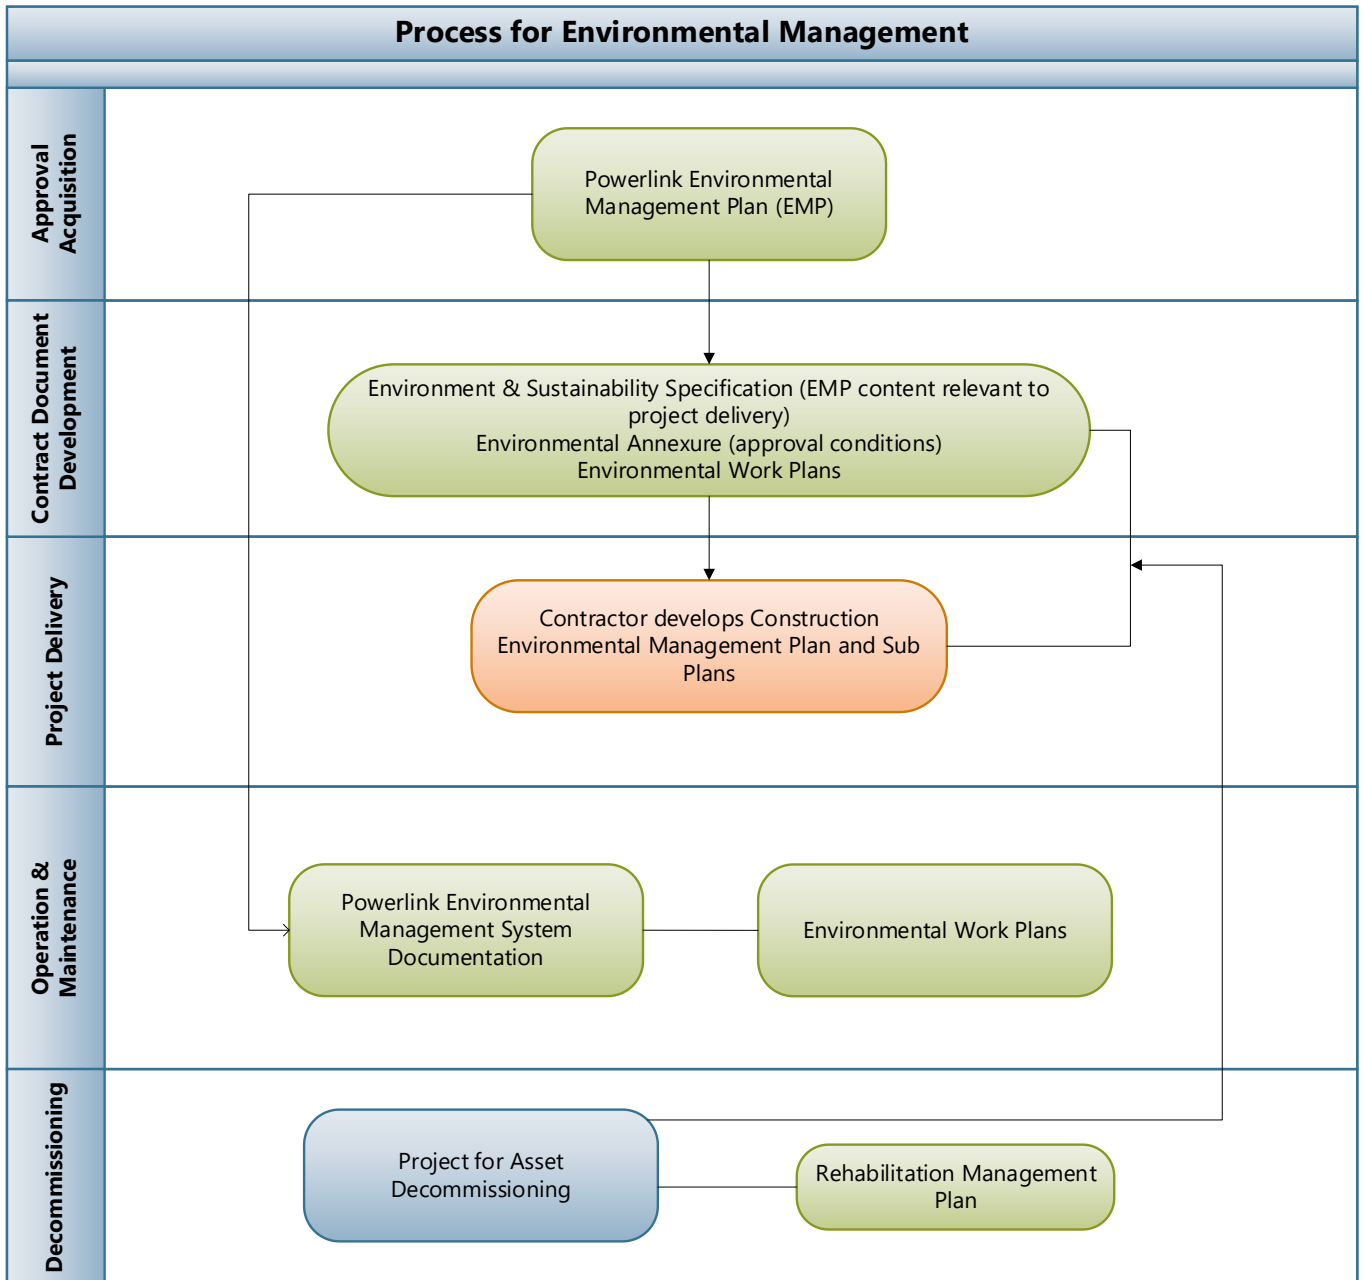 Process for Environmental Management
Approval
Acquisition
Powerlink Environmental
Management Plan (EMP)
Contract Document
Development
Environment & Sustainability Specification (EMP content relevant to
project delivery)
Environmental Annexure (approval conditions)
Environmental Work Plans
Project Delivery
Contractor develops Construction
Environmental Management Plan and Sub
Plans
Operation &
Maintenance
Powerlink Environmental
Management System
Documentation
Environmental Work Plans
Decommissioning
Project for Asset
Decommissioning
Rehabilitation Management
Plan